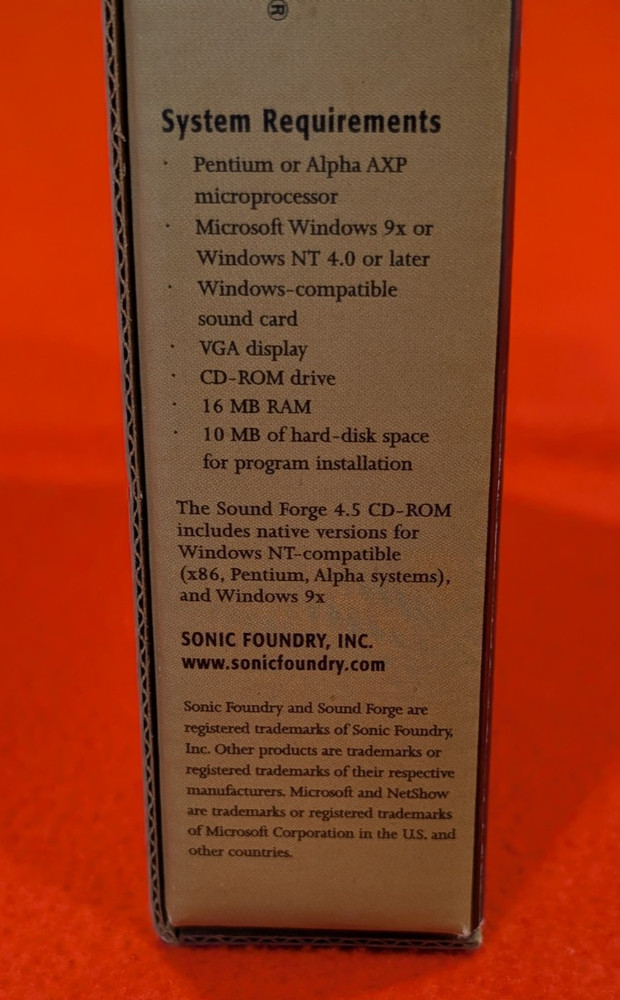 ®
System Requirements
· Pentium or Alpha AXP
microprocessor
· Microsoft Windows 9x or
Windows NT 4.0 or later
· Windows-compatible
sound card
· VGA display
· CD-ROM drive
· 16 MB RAM
· 10 MB of hard-disk space
for program installation
The Sound Forge 4.5 CD-ROM
includes native versions for
Windows NT-compatible
(x86, Pentium, Alpha systems),
and Windows 9x
SONIC FOUNDRY, INC.
www.sonicfoundry.com
Sonic Foundry and Sound Forge are
registered trademarks of Sonic Foundry,
Inc. Other products are trademarks or
registered trademarks of their respective
manufacturers. Microsoft and NetShow
are trademarks or registered trademarks
of Microsoft Corporation in the U.S. and
other countries.